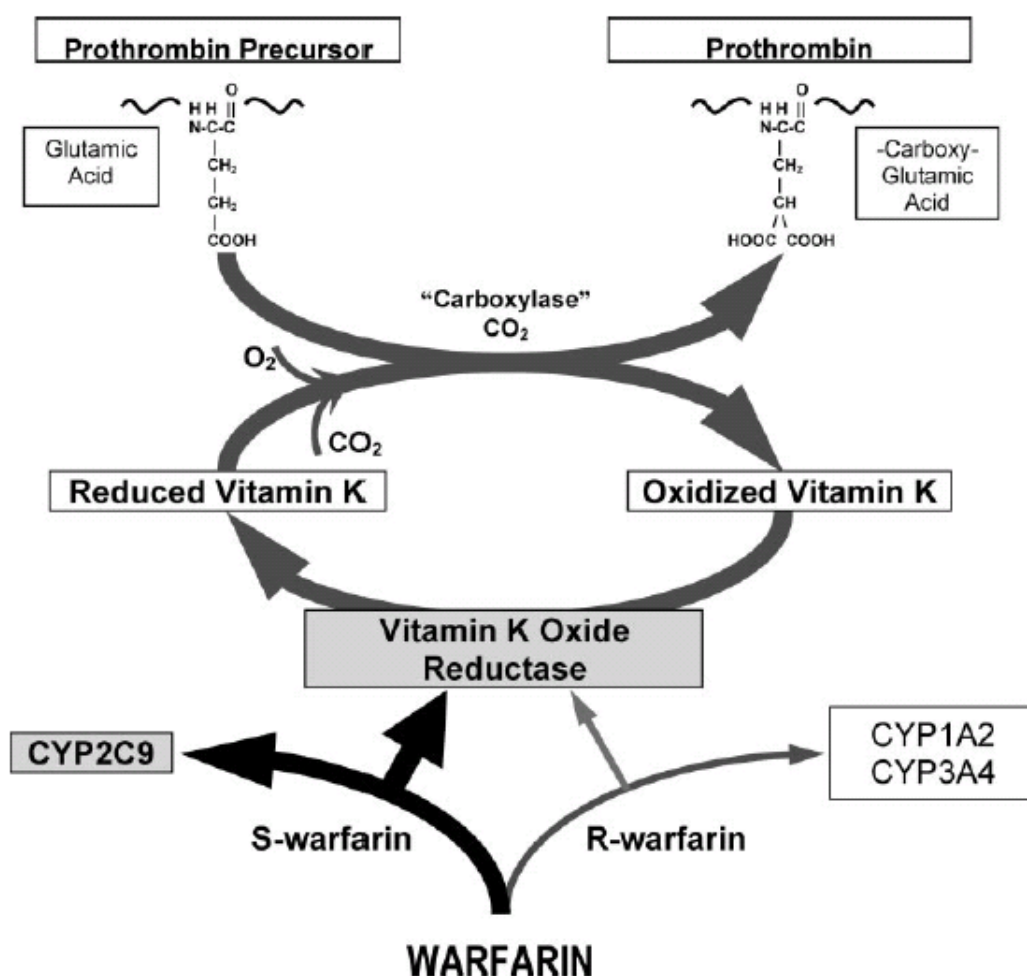 Prothrombin Precursor
Prothrombin
Glutamic
Acid
H H O
N-C-C
CH₂
CH₂
COOH
H H O
N-C-C
CH₂
CH
HOOC COOH
-Carboxy-
Glutamic
Acid
“Carboxylase”
CO₂
O₂
CO₂
Reduced Vitamin K
Oxidized Vitamin K
Vitamin K Oxide
Reductase
CYP2C9
CYP1A2
CYP3A4
S-warfarin
R-warfarin
WARFARIN